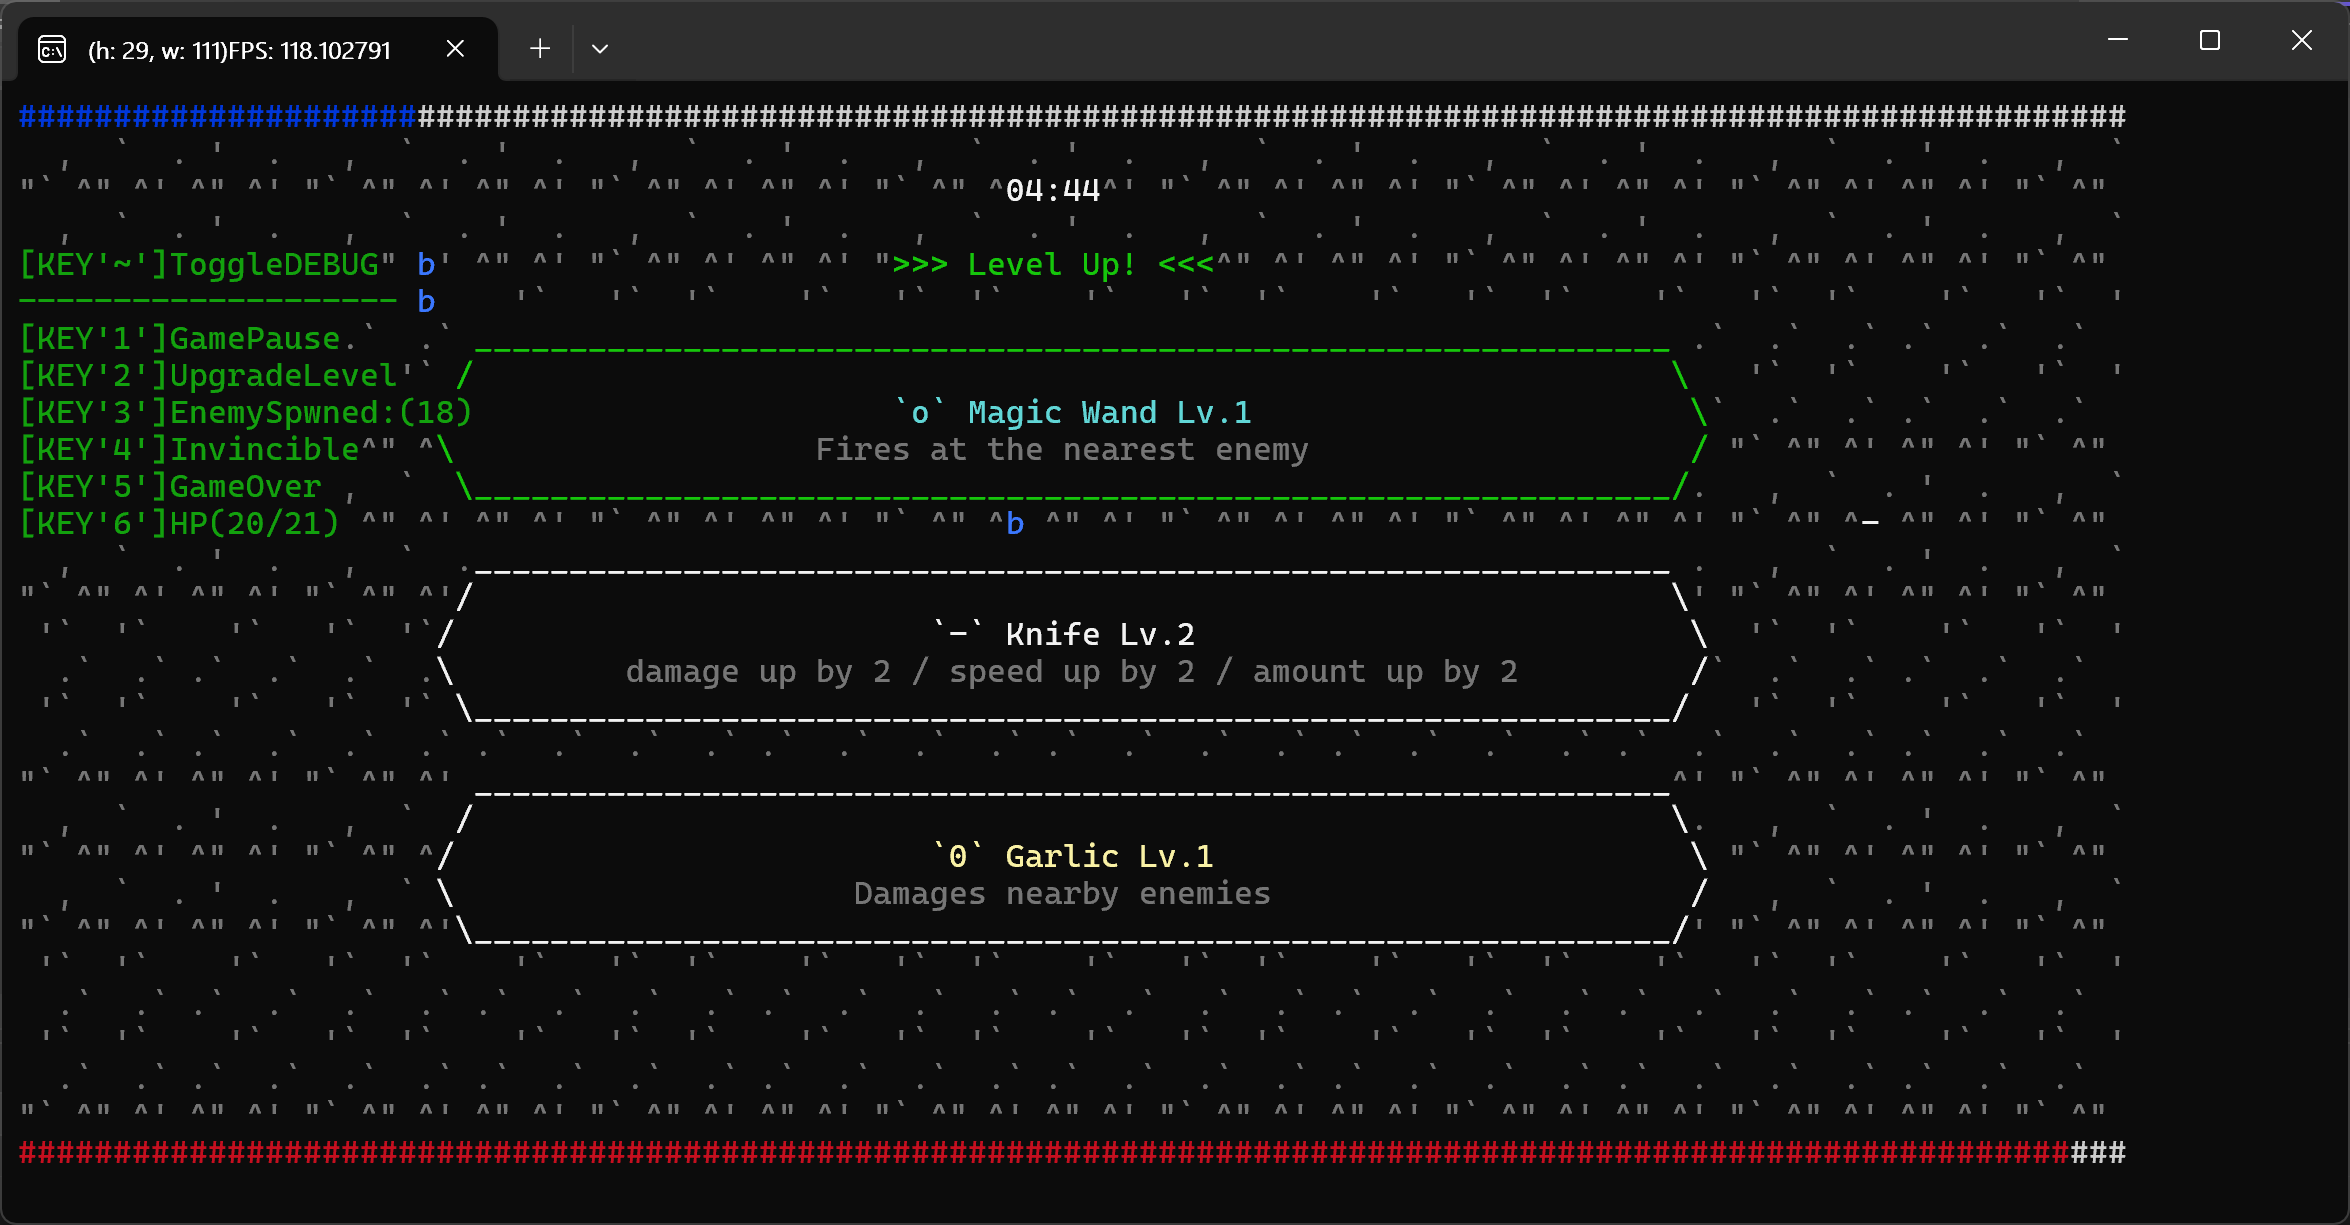 (h: 29, w: 111)FPS: 118.102791
04:44
[KEY'~']ToggleDEBUG
>>> Level Up! <<<
b
b
[KEY'1']GamePause
[KEY'2']UpgradeLevel
[KEY'3']EnemySpwned:(18)
[KEY'4']Invincible
[KEY'5']GameOver
[KEY'6']HP(20/21)
`o` Magic Wand Lv.1
Fires at the nearest enemy
b
`-` Knife Lv.2
damage up by 2 / speed up by 2 / amount up by 2
`0` Garlic Lv.1
Damages nearby enemies